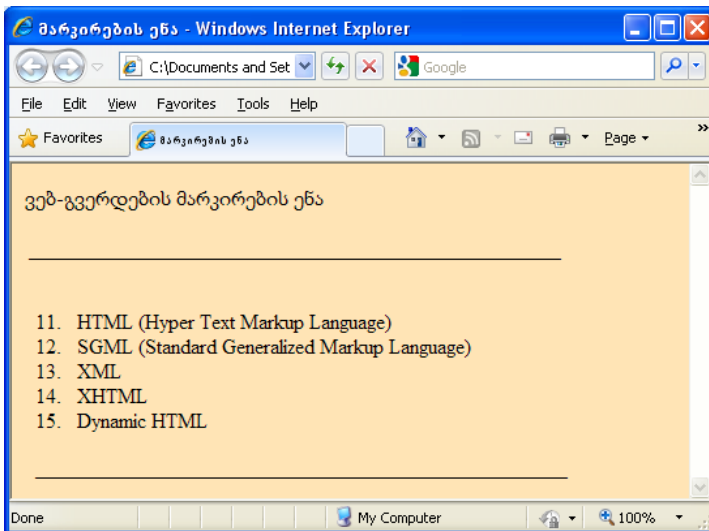 მარკირების ენა - Windows Internet Explorer
C:\Documents and Set
Google
File Edit View Favorites Tools Help
Favorites
მარკირების ენა
Page
»
ვებ-გვერდების მარკირების ენა
11. HTML (Hyper Text Markup Language)
12. SGML (Standard Generalized Markup Language)
13. XML
14. XHTML
15. Dynamic HTML
Done
My Computer
100%